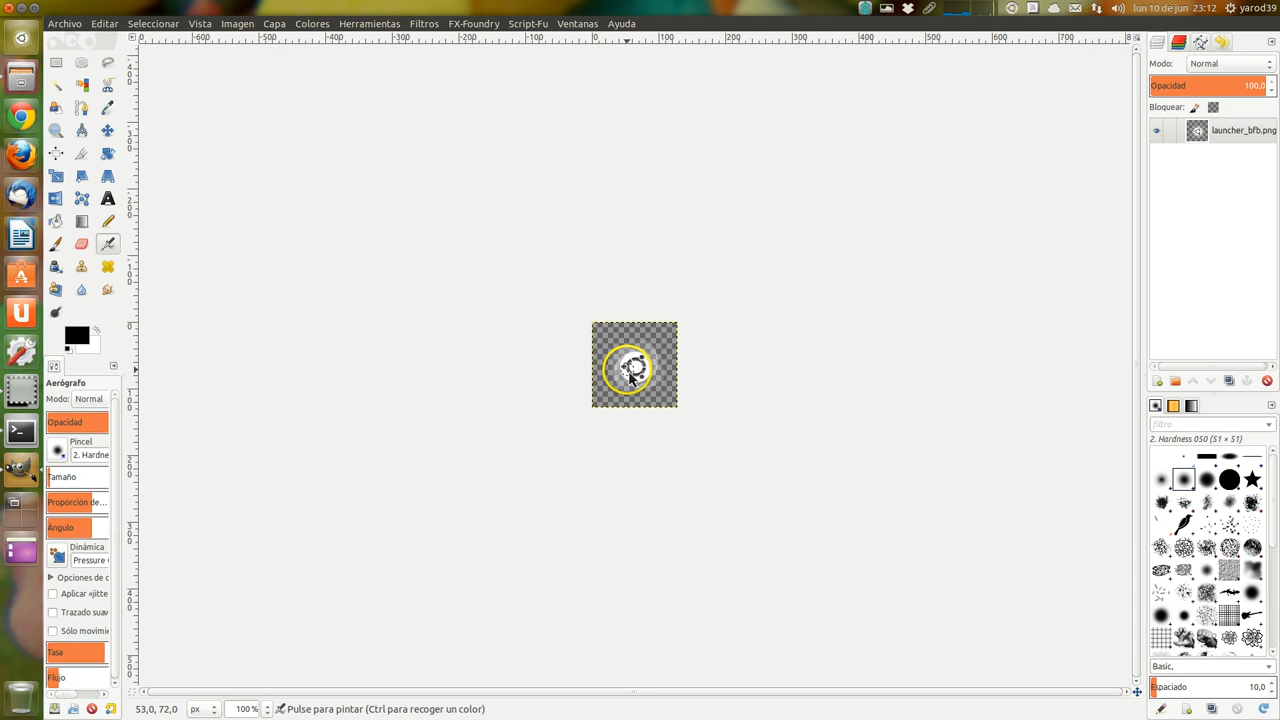 lun 10 de jun 23:12 yarod39
Archivo Editar Seleccionar Vista Imagen Capa Colores Herramientas Filtros FX-Foundry Script-Fu Ventanas Ayuda
0 -600 -500 -400 -300 -200 -100 0 100 200 300 400 500 600 700 8
Modo: Normal
Opacidad 100,0
Bloquear:
launcher_bfb.png
Aerógrafo
Modo: Normal
Opacidad
Pincel
2. Hardne
Tamaño
Proporción de...
Ángulo
Dinámica
Pressure
Opciones de
Aplicar «jitte
Trazado suav
Sólo movimie
Tasa
Flujo
filtro
2. Hardness 050 (51 × 51)
Basic,
Espaciado 10,0
53,0, 72,0 px 100 % Pulse para pintar (Ctrl para recoger un color)